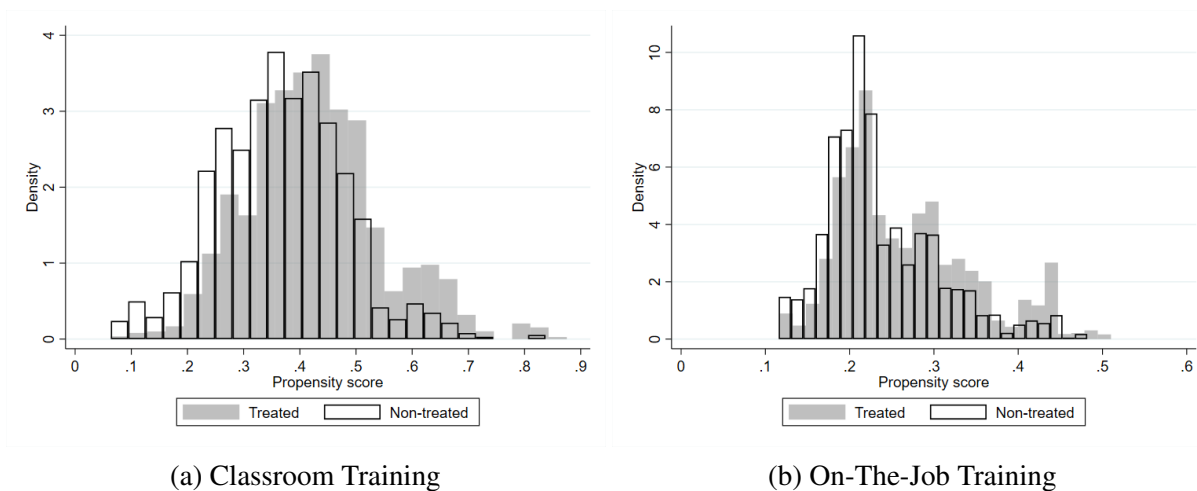 4
3
2
1
0
Density
0 .1 .2 .3 .4 .5 .6 .7 .8 .9
Propensity score
Treated Non-treated
(a) Classroom Training
10
8
6
4
2
0
Density
0 .1 .2 .3 .4 .5 .6
Propensity score
Treated Non-treated
(b) On-The-Job Training